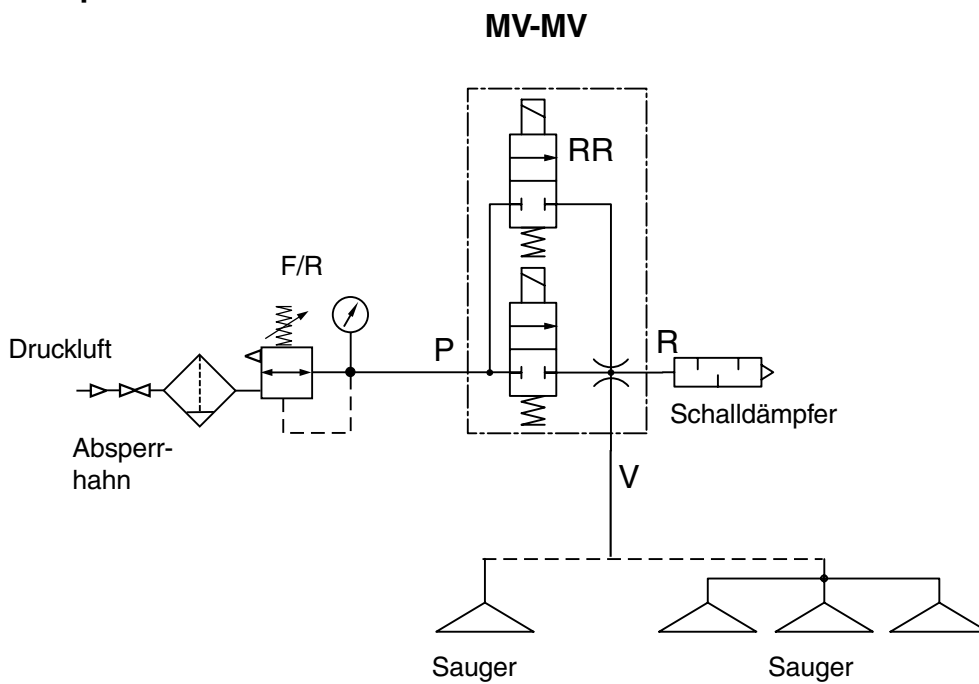 MV-MV
RR
F/R
Druckluft
P
R
Schalldämpfer
Absperr-
hahn
V
Sauger
Sauger